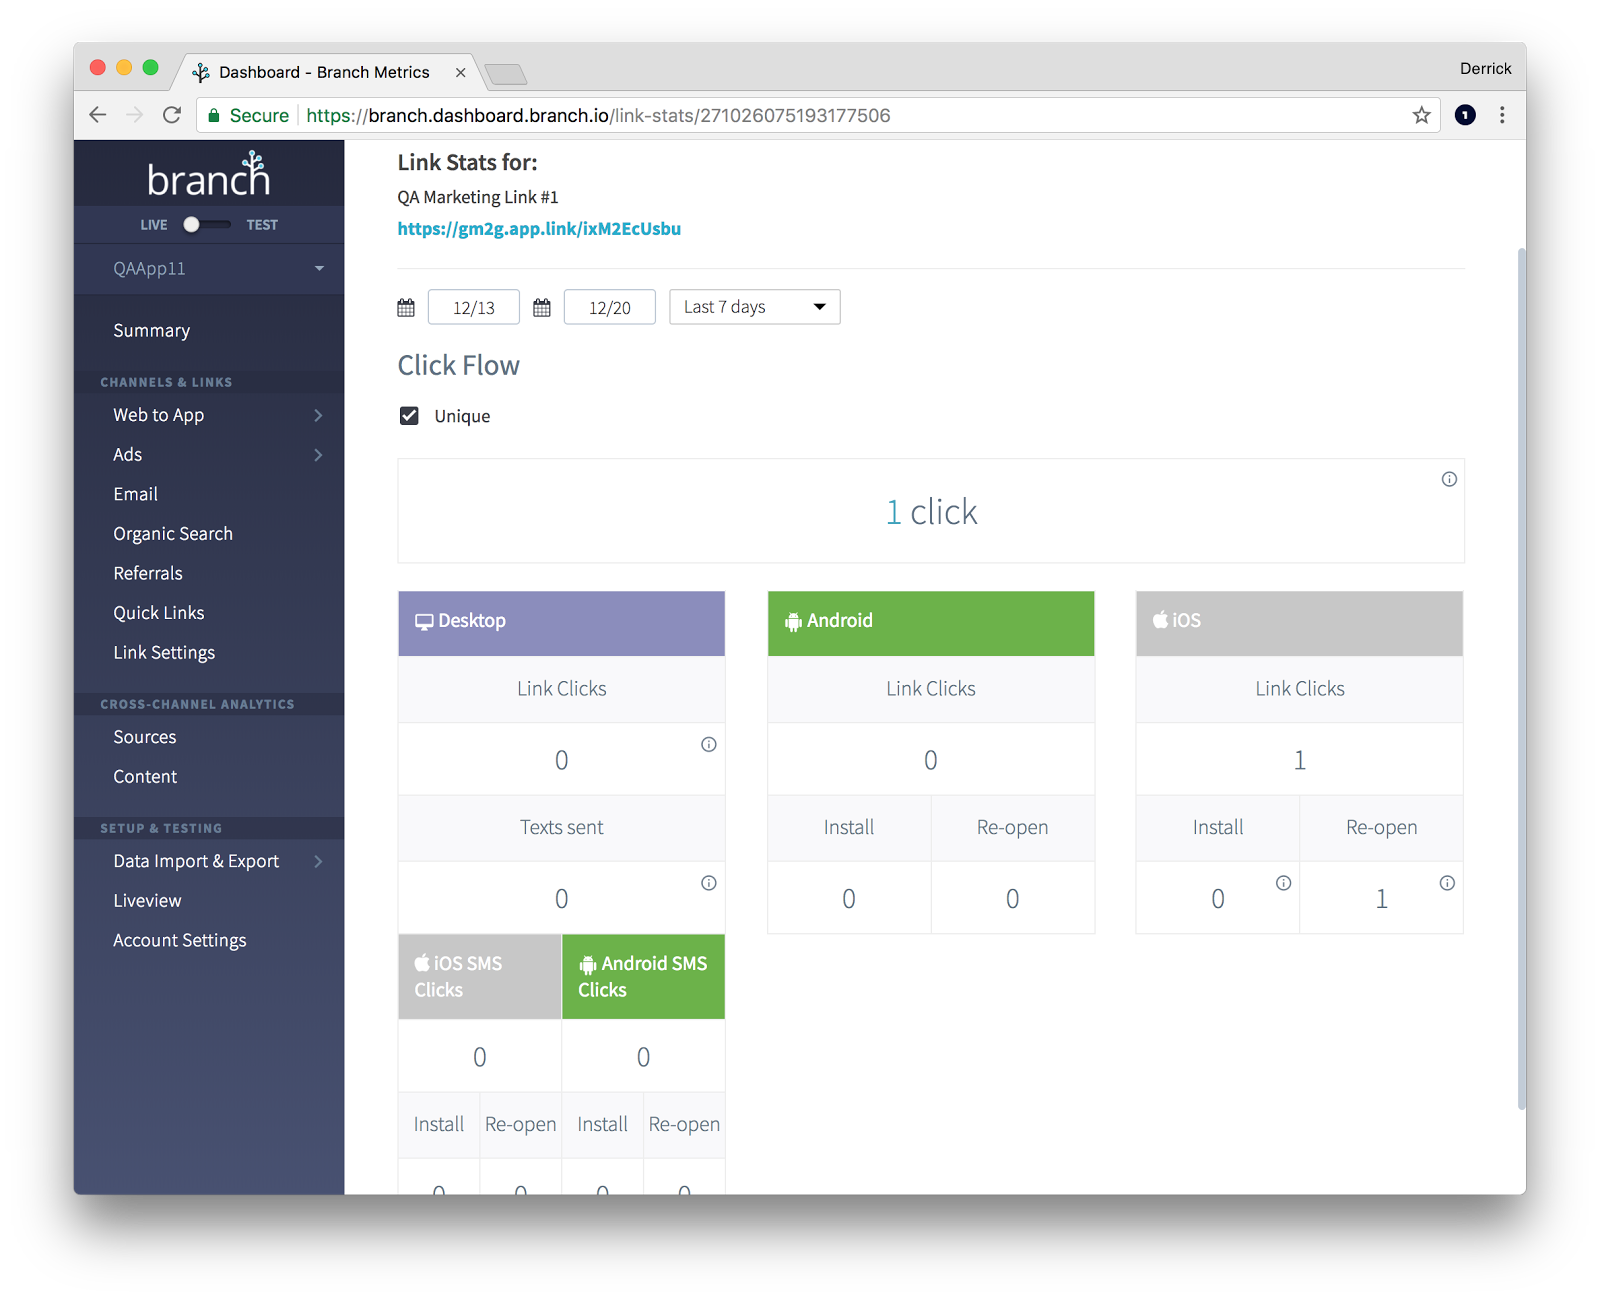 Dashboard - Branch Metrics
Derrick
Secure https://branch.dashboard.branch.io/link-stats/271026075193177506
1
branch
LIVE TEST
QAApp11
Summary
CHANNELS & LINKS
Web to App
Ads
Email
Organic Search
Referrals
Quick Links
Link Settings
CROSS-CHANNEL ANALYTICS
Sources
Content
SETUP & TESTING
Data Import & Export
Liveview
Account Settings
Link Stats for:
QA Marketing Link #1
https://gm2g.app.link/ixM2EcUsbu
12/13 12/20 Last 7 days
Click Flow
Unique
1 click
Desktop
Link Clicks
0
Texts sent
0
iOS SMS Clicks
Android SMS Clicks
0 0
Install Re-open Install Re-open
0 0 0 0
Android
Link Clicks
0
Install Re-open
0 0
iOS
Link Clicks
1
Install Re-open
0 1